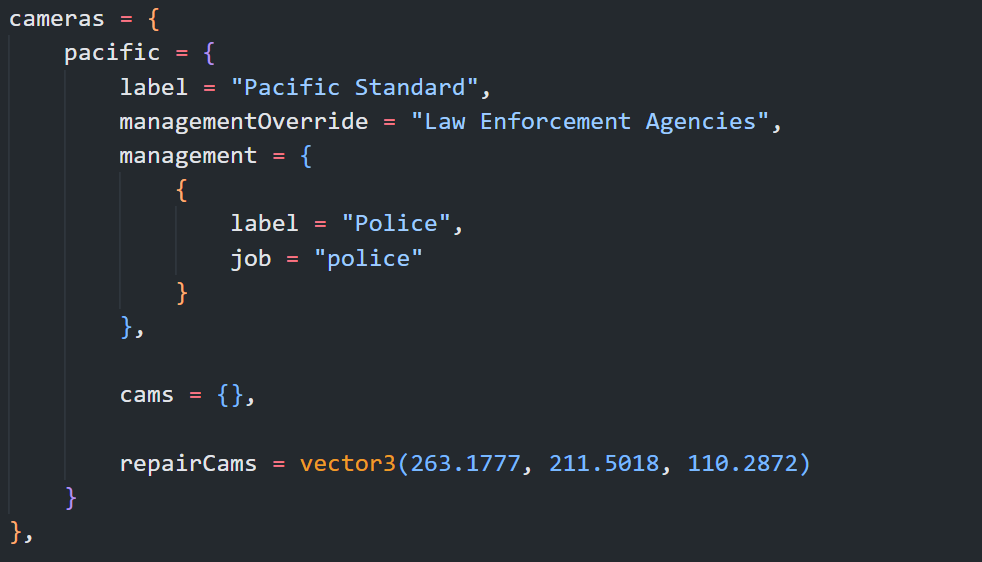 cameras = {
    pacific = {
        label = "Pacific Standard",
        managementOverride = "Law Enforcement Agencies",
        management = {
            {
                label = "Police",
                job = "police"
            }
        },

        cams = {},

        repairCams = vector3(263.1777, 211.5018, 110.2872)
    }
},